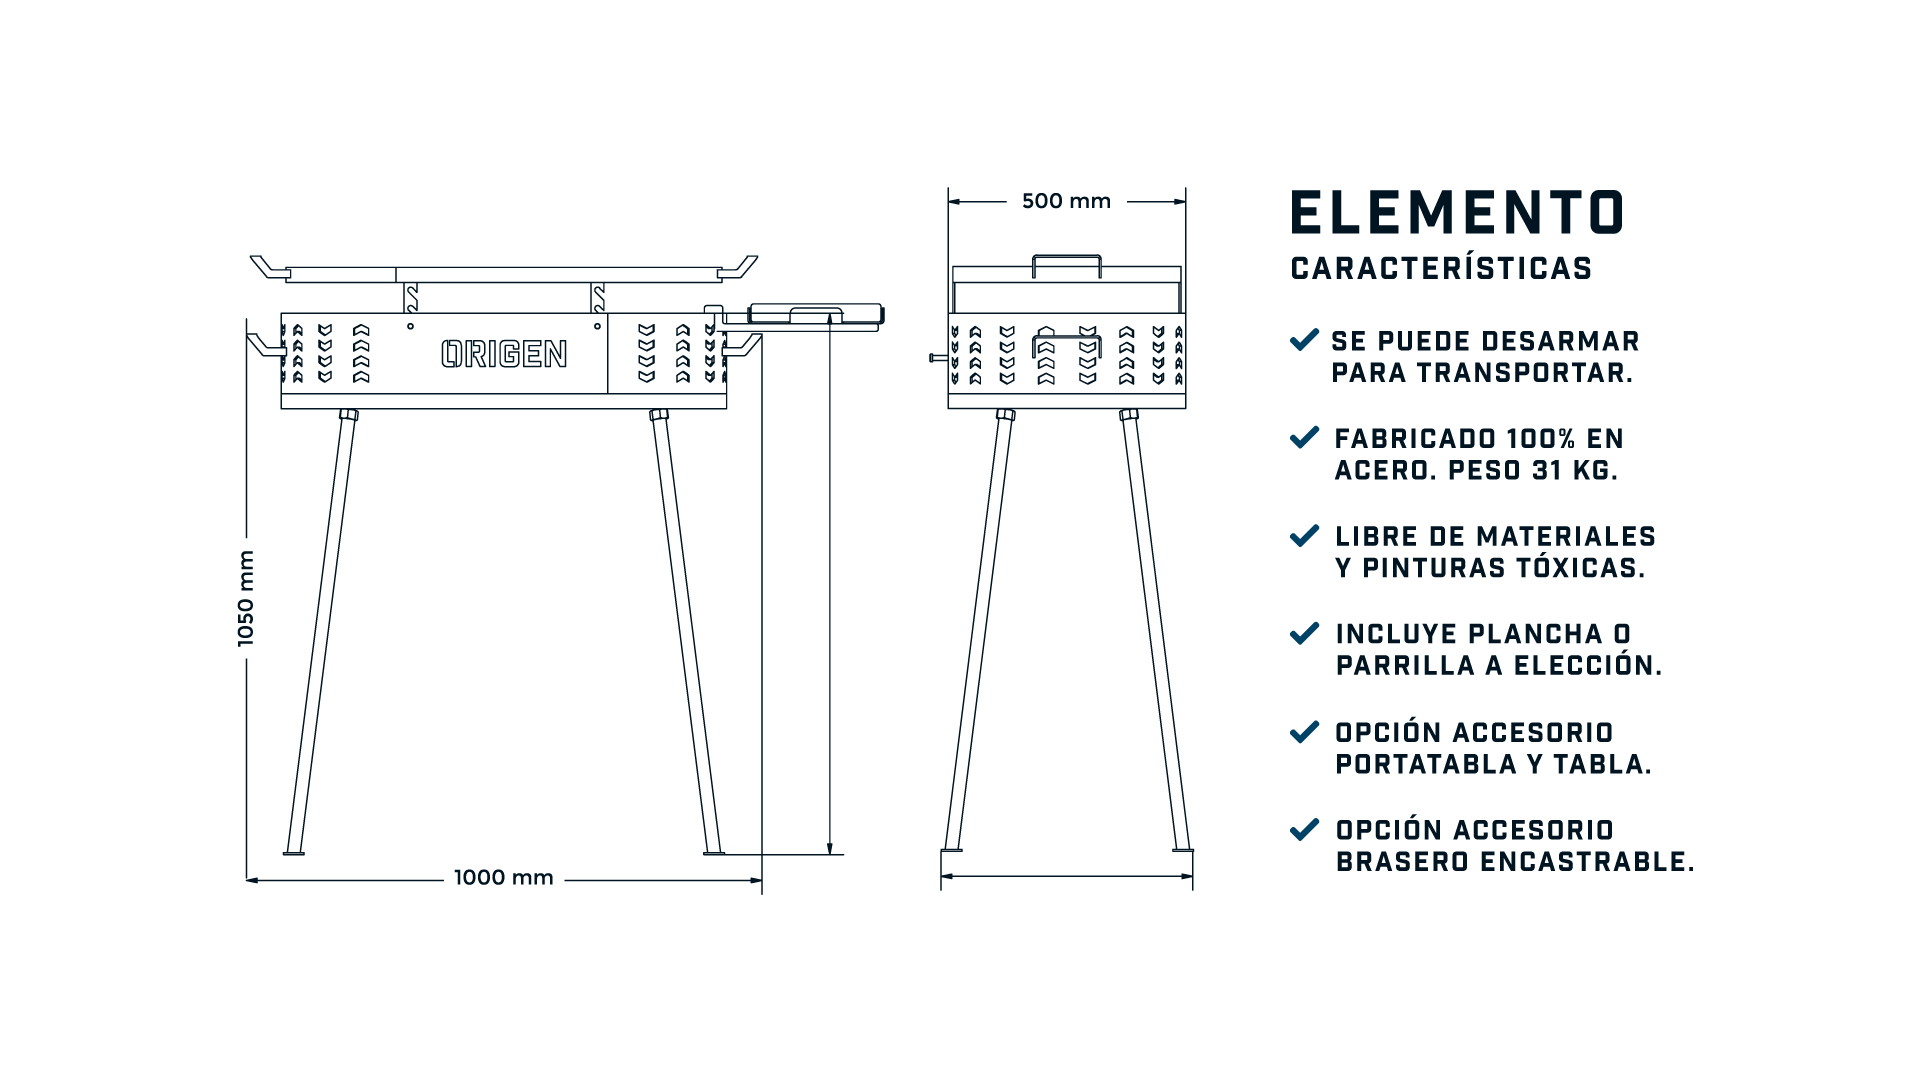 500 mm
ORIGEN
1050 mm
1000 mm
ELEMENTO
CARACTERÍSTICAS
SE PUEDE DESARMAR
PARA TRANSPORTAR.
FABRICADO 100% EN
ACERO. PESO 31 KG.
LIBRE DE MATERIALES
Y PINTURAS TÓXICAS.
INCLUYE PLANCHA O
PARRILLA A ELECCIÓN.
OPCIÓN ACCESORIO
PORTATABLA Y TABLA.
OPCIÓN ACCESORIO
BRASERO ENCASTRABLE.